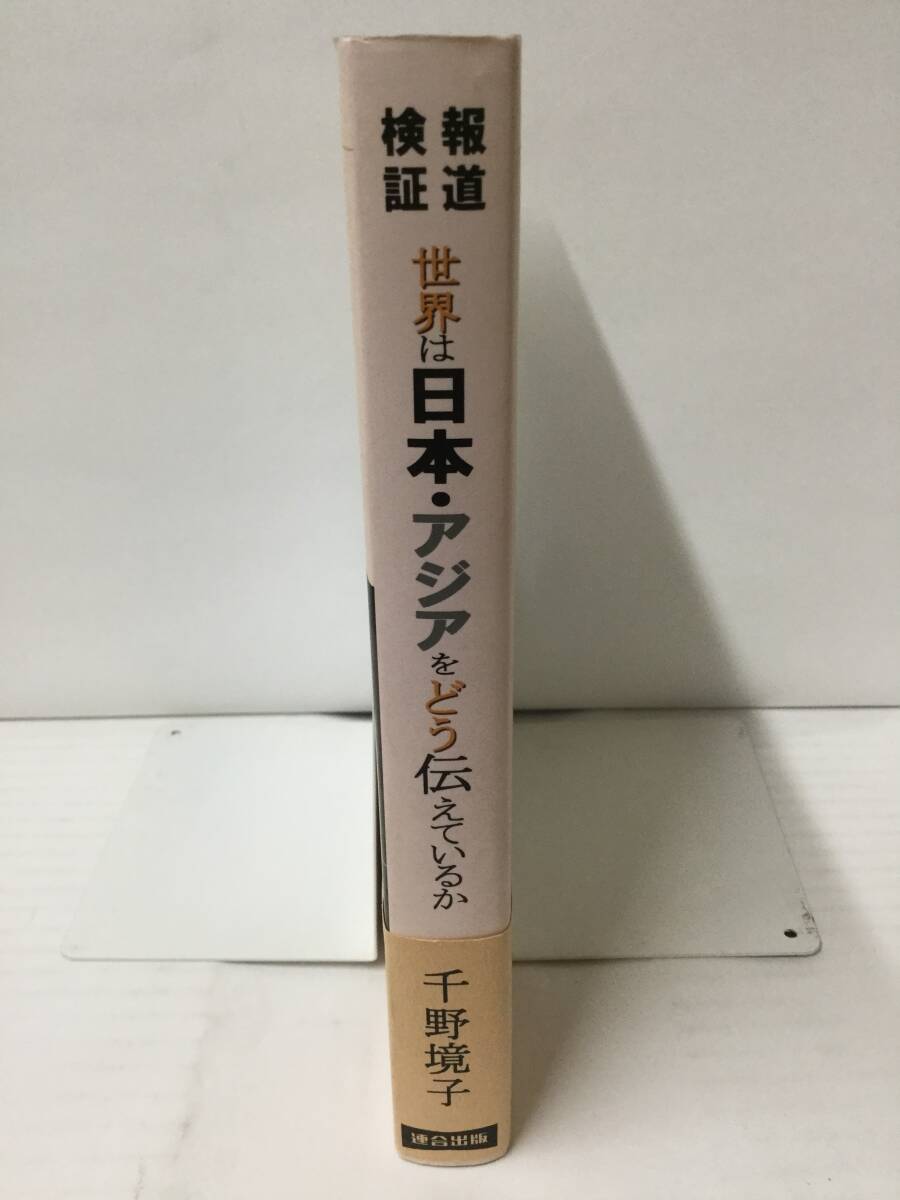 報道
検証
世界は日本・アジアをどう伝えているか
千野境子
連合出版